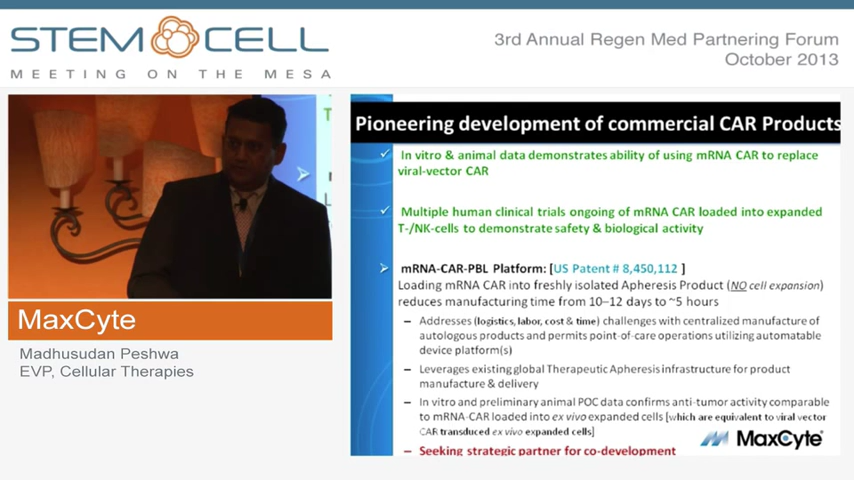 STEM CELL
MEETING ON THE MESA
3rd Annual Regen Med Partnering Forum
October 2013
Pioneering development of commercial CAR Products
In vitro & animal data demonstrates ability of using mRNA CAR to replace
viral-vector CAR
Multiple human clinical trials ongoing of mRNA CAR loaded into expanded
T-/NK-cells to demonstrate safety & biological activity
mRNA-CAR-PBL Platform: [US Patent # 8,450,112 ]
Loading mRNA CAR into freshly isolated Apheresis Product (NO cell expansion)
reduces manufacturing time from 10–12 days to ~5 hours
– Addresses (logistics, labor, cost & time) challenges with centralized manufacture of
autologous products and permits point-of-care operations utilizing automatable
device platform(s)
– Leverages existing global Therapeutic Apheresis infrastructure for product
manufacture & delivery
– In vitro and preliminary animal POC data confirms anti-tumor activity comparable
to mRNA-CAR loaded into ex vivo expanded cells [which are equivalent to viral vector
CAR transduced ex vivo expanded cells]
– Seeking strategic partner for co-development
MaxCyte
MaxCyte
Madhusudan Peshwa
EVP, Cellular Therapies